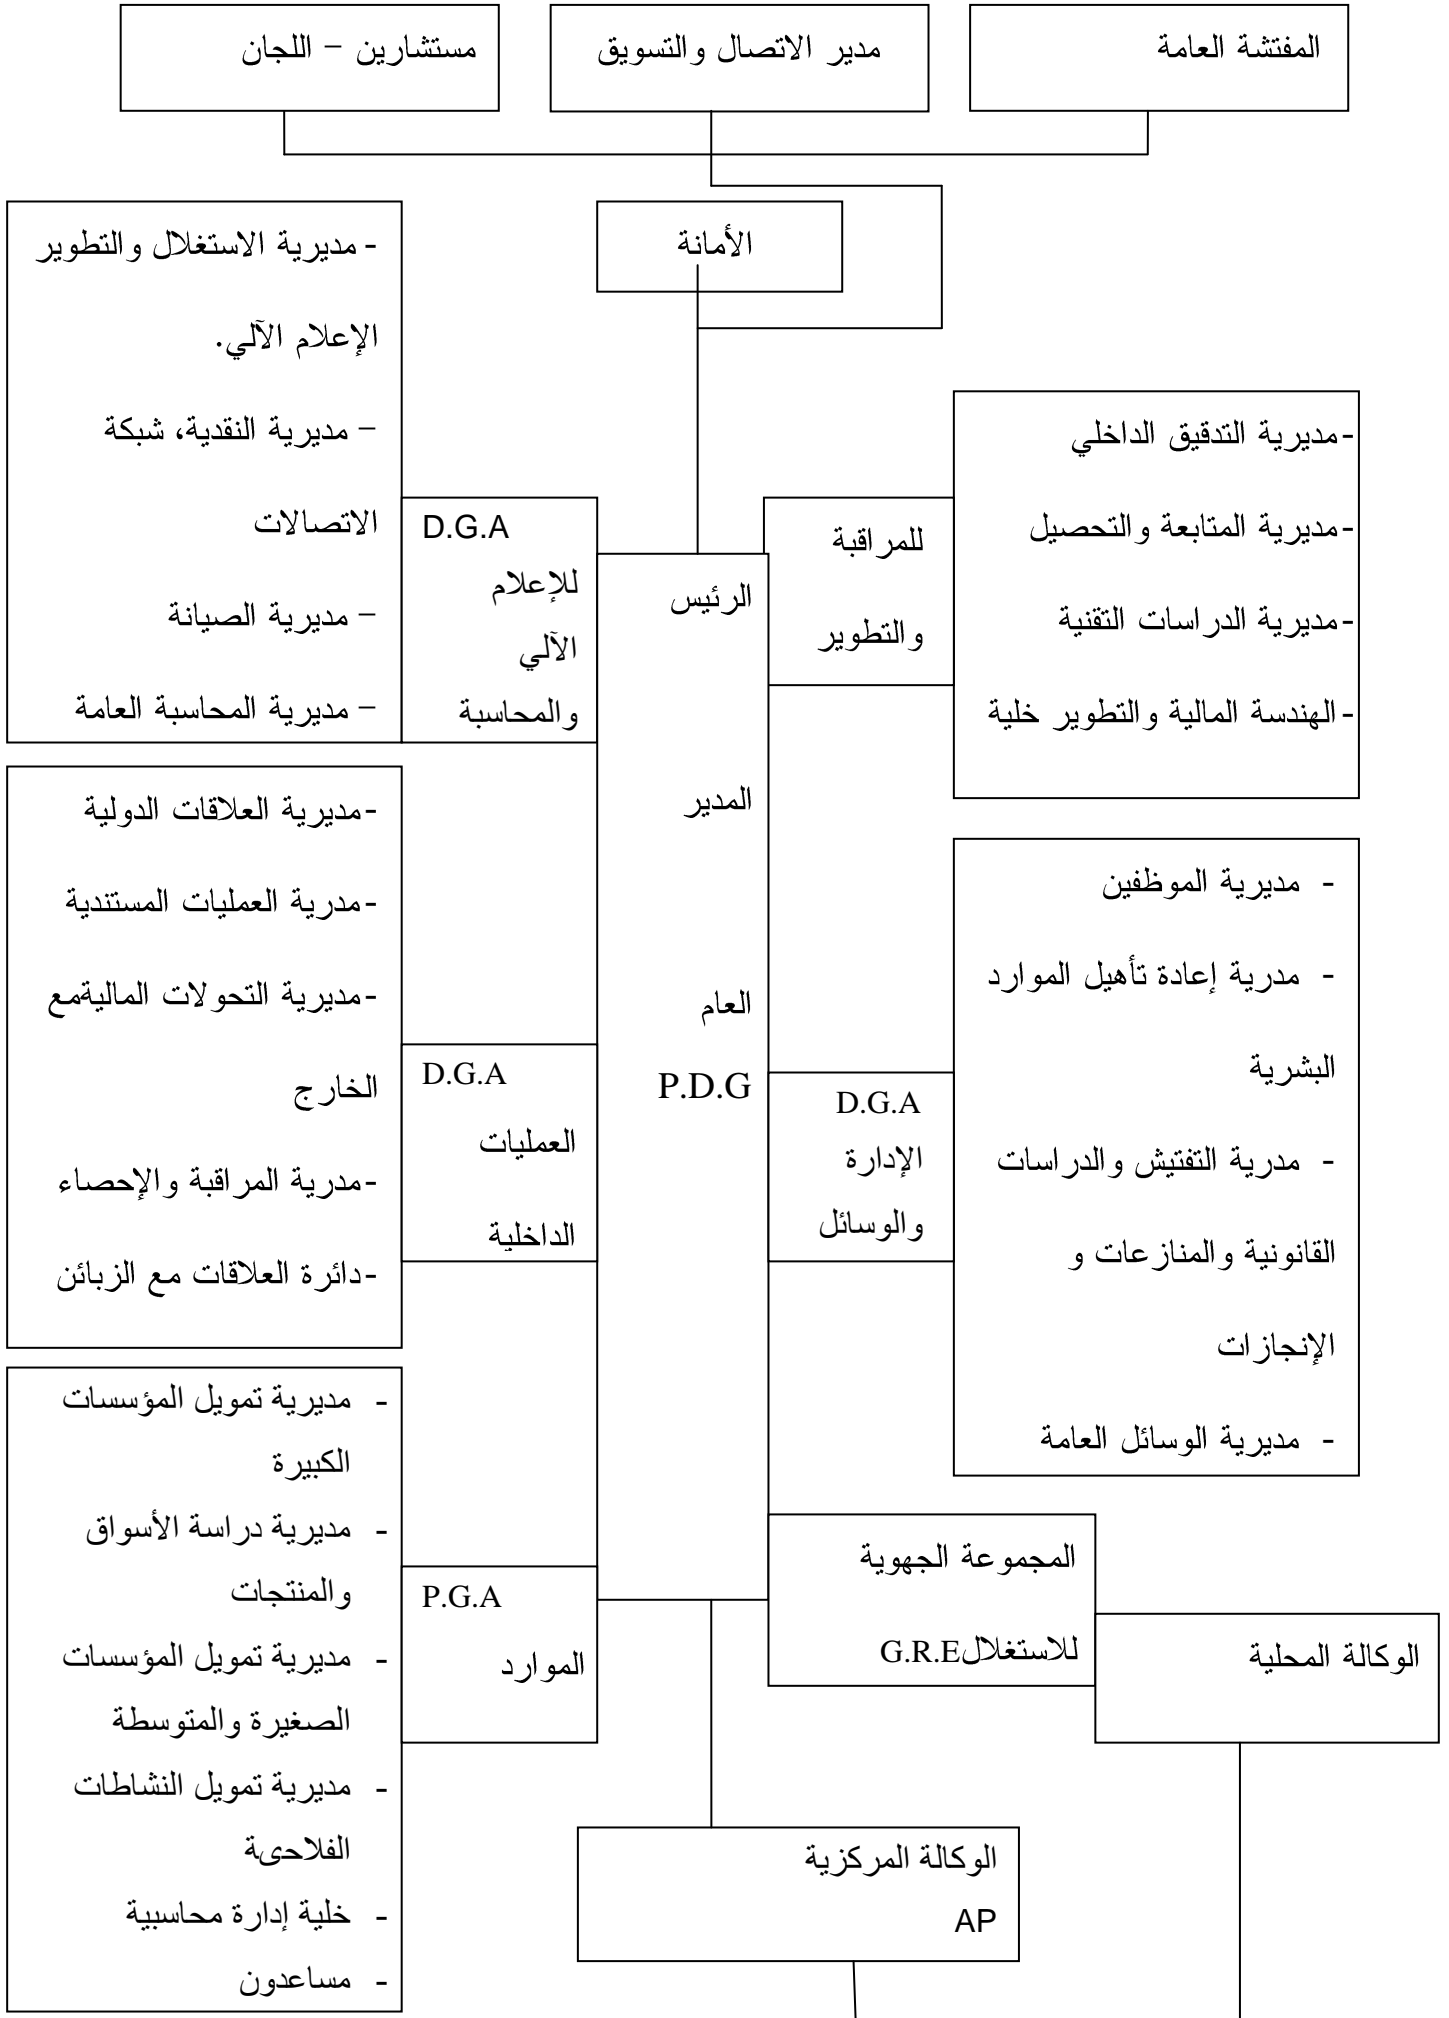 المفتشة العامة
مدير الاتصال والتسويق
مستشارين – اللجان
الأمانة
- مديرية الاستغلال والتطوير
الإعلام الآلي.
– مديرية النقدية، شبكة
الاتصالات
– مديرية الصيانة
– مديرية المحاسبة العامة
D.G.A
للإعلام
الآلي
والمحاسبة
الرئيس
المدير
العام
P.D.G
للمراقبة
والتطوير
-مديرية التدقيق الداخلي
-مديرية المتابعة والتحصيل
-مديرية الدراسات التقنية
-الهندسة المالية والتطوير خلية
-مديرية العلاقات الدولية
-مدرية العمليات المستندية
-مديرية التحولات الماليةمع
الخارج
-مدرية المراقبة والإحصاء
-دائرة العلاقات مع الزبائن
D.G.A
العمليات
الداخلية
D.G.A
الإدارة
والوسائل
- مديرية الموظفين
- مدرية إعادة تأهيل الموارد
البشرية
- مدرية التفتيش والدراسات
القانونية والمنازعات و
الإنجازات
- مديرية الوسائل العامة
- مديرية تمويل المؤسسات
الكبيرة
- مديرية دراسة الأسواق
والمنتجات
- مديرية تمويل المؤسسات
الصغيرة والمتوسطة
- مديرية تمويل النشاطات
الفلاحىة
- خلية إدارة محاسبية
- مساعدون
P.G.A
الموارد
المجموعة الجهوية
للاستغلالG.R.E
الوكالة المحلية
الوكالة المركزية
AP